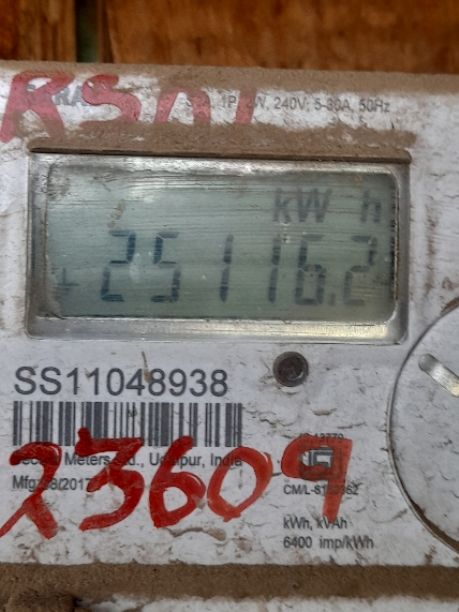 RSD1
1P, 2W, 240V, 5-30A, 50Hz
kW h
25116.2
SS11048938
Meters Ltd., Udaipur, India
23609
kWh, kVAh
6400 imp/kWh